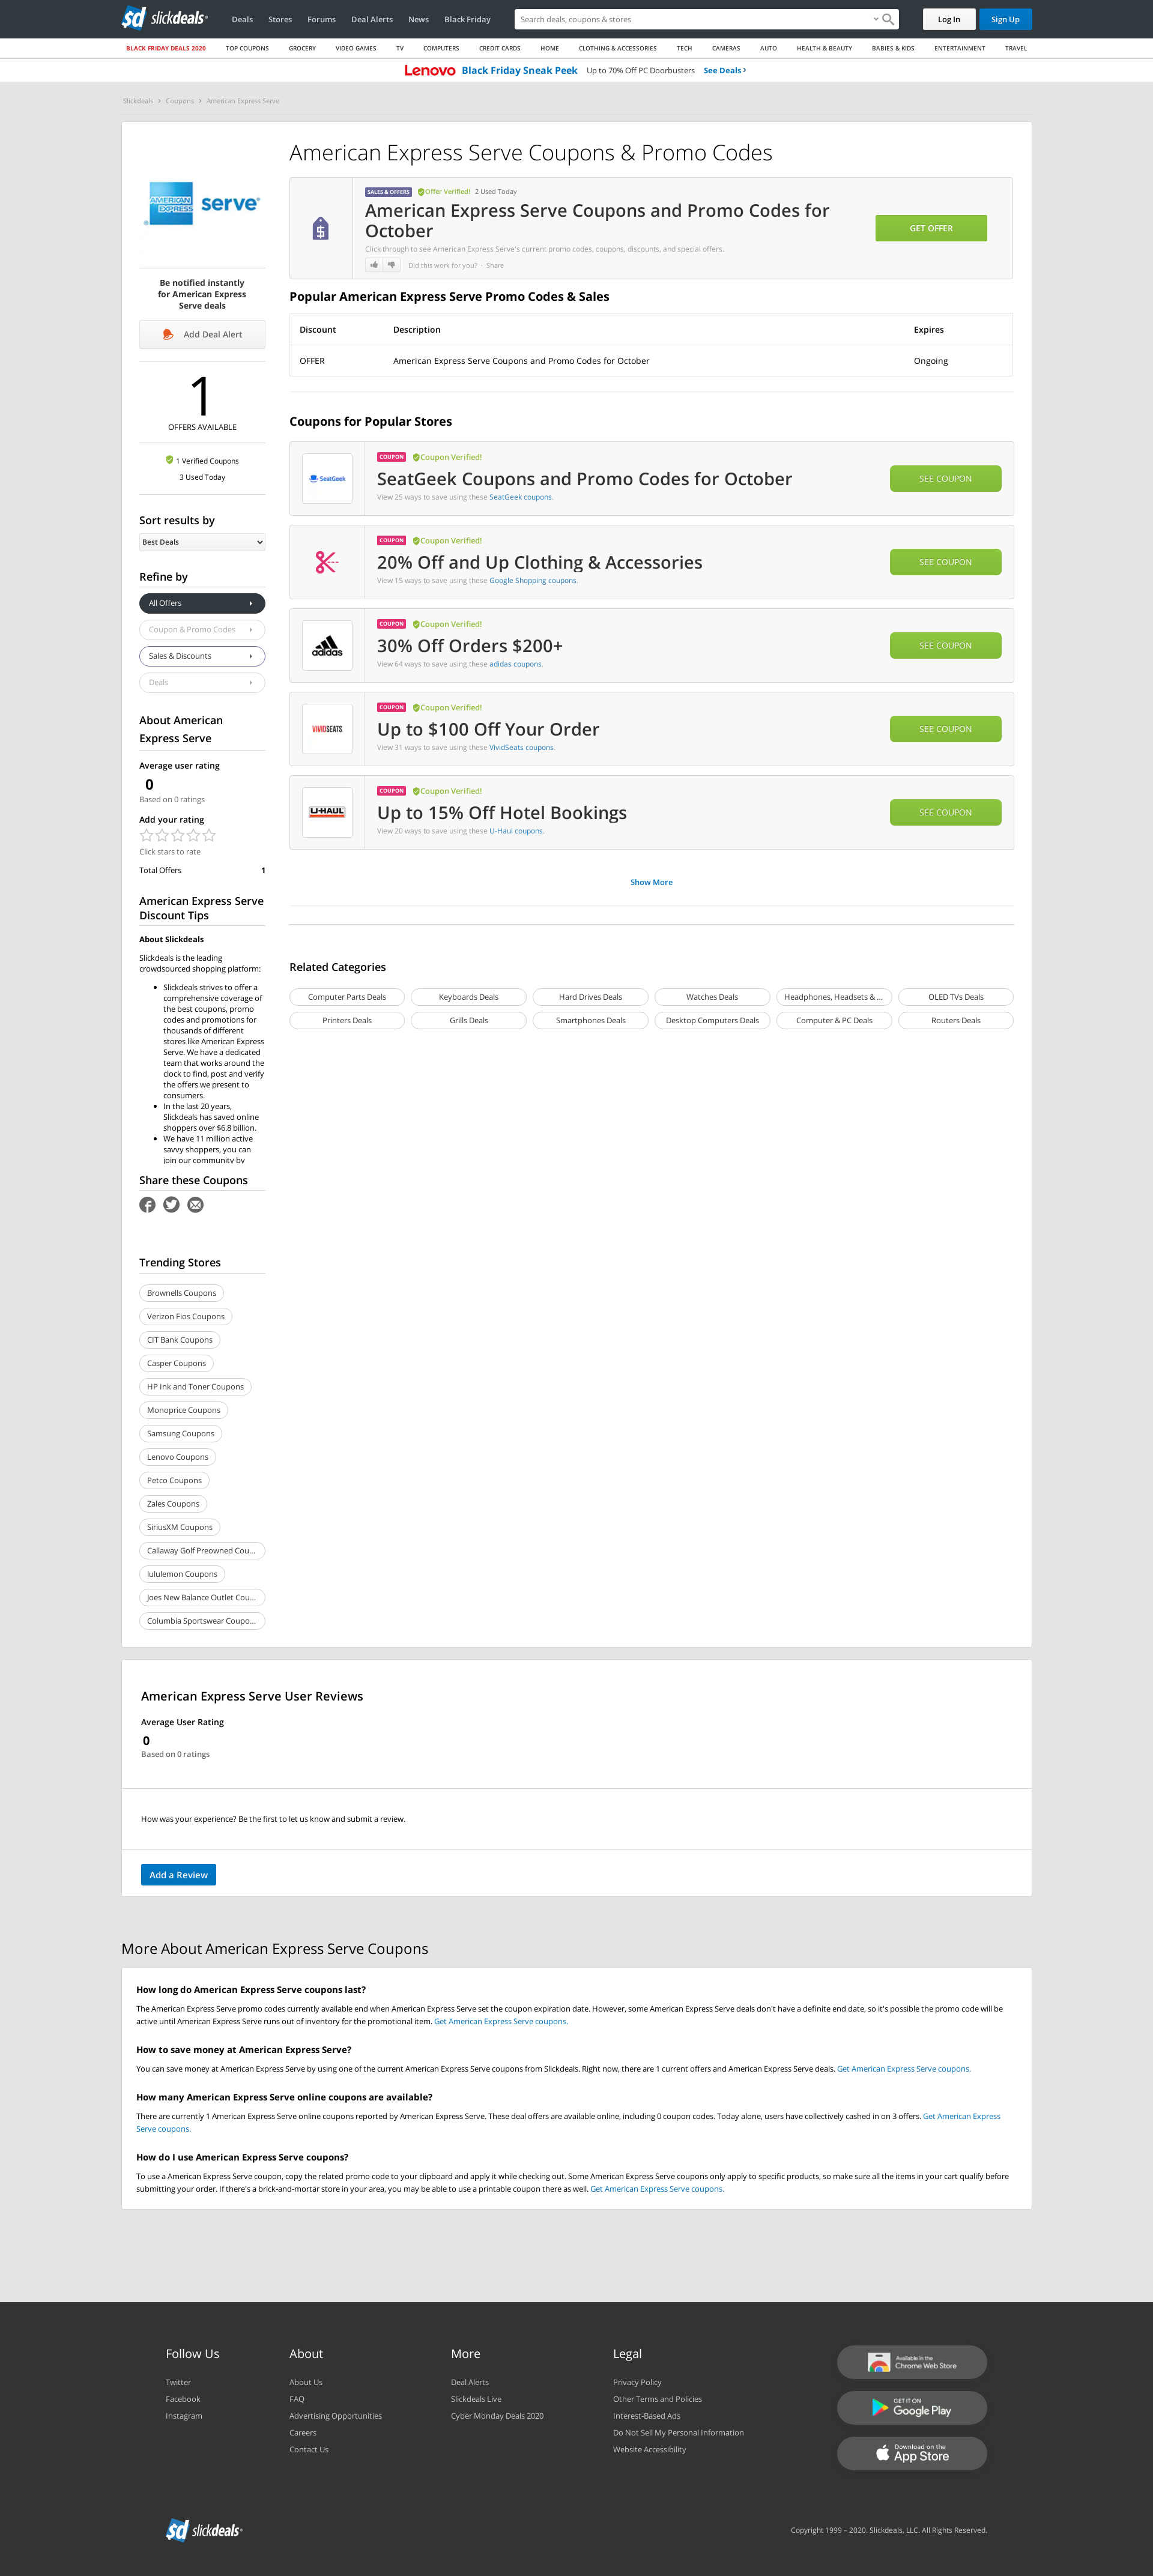 sd slickdeals
Deals Stores Forums Deal Alerts News Black Friday
Search deals, coupons & stores
Log In
Sign Up
BLACK FRIDAY DEALS 2020 TOP COUPONS GROCERY VIDEO GAMES TV COMPUTERS CREDIT CARDS HOME CLOTHING & ACCESSORIES TECH CAMERAS AUTO HEALTH & BEAUTY BABIES & KIDS ENTERTAINMENT TRAVEL
Lenovo Black Friday Sneak Peek Up to 70% Off PC Doorbusters See Deals ›
Slickdeals › Coupons › American Express Serve
AMERICAN EXPRESS serve®
Be notified instantly
for American Express
Serve deals
Add Deal Alert
1
OFFERS AVAILABLE
1 Verified Coupons
3 Used Today
Sort results by
Best Deals
Refine by
All Offers
Coupon & Promo Codes
Sales & Discounts
Deals
About American
Express Serve
Average user rating
0
Based on 0 ratings
Add your rating
Click stars to rate
Total Offers 1
American Express Serve
Discount Tips
About Slickdeals
Slickdeals is the leading
crowdsourced shopping platform:
• Slickdeals strives to offer a
comprehensive coverage of
the best coupons, promo
codes and promotions for
thousands of different
stores like American Express
Serve. We have a dedicated
team that works around the
clock to find, post and verify
the offers we present to
consumers.
• In the last 20 years,
Slickdeals has saved online
shoppers over $6.8 billion.
• We have 11 million active
savvy shoppers, you can
join our community by
Share these Coupons
Trending Stores
Brownells Coupons
Verizon Fios Coupons
CIT Bank Coupons
Casper Coupons
HP Ink and Toner Coupons
Monoprice Coupons
Samsung Coupons
Lenovo Coupons
Petco Coupons
Zales Coupons
SiriusXM Coupons
Callaway Golf Preowned Cou...
lululemon Coupons
Joes New Balance Outlet Cou...
Columbia Sportswear Coupo...
American Express Serve Coupons & Promo Codes
SALES & OFFERS Offer Verified! 2 Used Today
American Express Serve Coupons and Promo Codes for
October
Click through to see American Express Serve's current promo codes, coupons, discounts, and special offers.
Did this work for you? · Share
GET OFFER
Popular American Express Serve Promo Codes & Sales
Discount Description Expires
OFFER American Express Serve Coupons and Promo Codes for October Ongoing
Coupons for Popular Stores
SeatGeek
COUPON Coupon Verified!
SeatGeek Coupons and Promo Codes for October
View 25 ways to save using these SeatGeek coupons.
SEE COUPON
COUPON Coupon Verified!
20% Off and Up Clothing & Accessories
View 15 ways to save using these Google Shopping coupons.
SEE COUPON
adidas
COUPON Coupon Verified!
30% Off Orders $200+
View 64 ways to save using these adidas coupons.
SEE COUPON
VIVIDSEATS
COUPON Coupon Verified!
Up to $100 Off Your Order
View 31 ways to save using these VividSeats coupons.
SEE COUPON
U-HAUL
COUPON Coupon Verified!
Up to 15% Off Hotel Bookings
View 20 ways to save using these U-Haul coupons.
SEE COUPON
Show More
Related Categories
Computer Parts Deals Keyboards Deals Hard Drives Deals Watches Deals Headphones, Headsets & ... OLED TVs Deals
Printers Deals Grills Deals Smartphones Deals Desktop Computers Deals Computer & PC Deals Routers Deals
American Express Serve User Reviews
Average User Rating
0
Based on 0 ratings
How was your experience? Be the first to let us know and submit a review.
Add a Review
More About American Express Serve Coupons
How long do American Express Serve coupons last?
The American Express Serve promo codes currently available end when American Express Serve set the coupon expiration date. However, some American Express Serve deals don't have a definite end date, so it's possible the promo code will be
active until American Express Serve runs out of inventory for the promotional item. Get American Express Serve coupons.
How to save money at American Express Serve?
You can save money at American Express Serve by using one of the current American Express Serve coupons from Slickdeals. Right now, there are 1 current offers and American Express Serve deals. Get American Express Serve coupons.
How many American Express Serve online coupons are available?
There are currently 1 American Express Serve online coupons reported by American Express Serve. These deal offers are available online, including 0 coupon codes. Today alone, users have collectively cashed in on 3 offers. Get American Express
Serve coupons.
How do I use American Express Serve coupons?
To use a American Express Serve coupon, copy the related promo code to your clipboard and apply it while checking out. Some American Express Serve coupons only apply to specific products, so make sure all the items in your cart qualify before
submitting your order. If there's a brick-and-mortar store in your area, you may be able to use a printable coupon there as well. Get American Express Serve coupons.
Follow Us
Twitter
Facebook
Instagram
About
About Us
FAQ
Advertising Opportunities
Careers
Contact Us
More
Deal Alerts
Slickdeals Live
Cyber Monday Deals 2020
Legal
Privacy Policy
Other Terms and Policies
Interest-Based Ads
Do Not Sell My Personal Information
Website Accessibility
Available in the
Chrome Web Store
GET IT ON
Google Play
Download on the
App Store
sd slickdeals
Copyright 1999 – 2020. Slickdeals, LLC. All Rights Reserved.